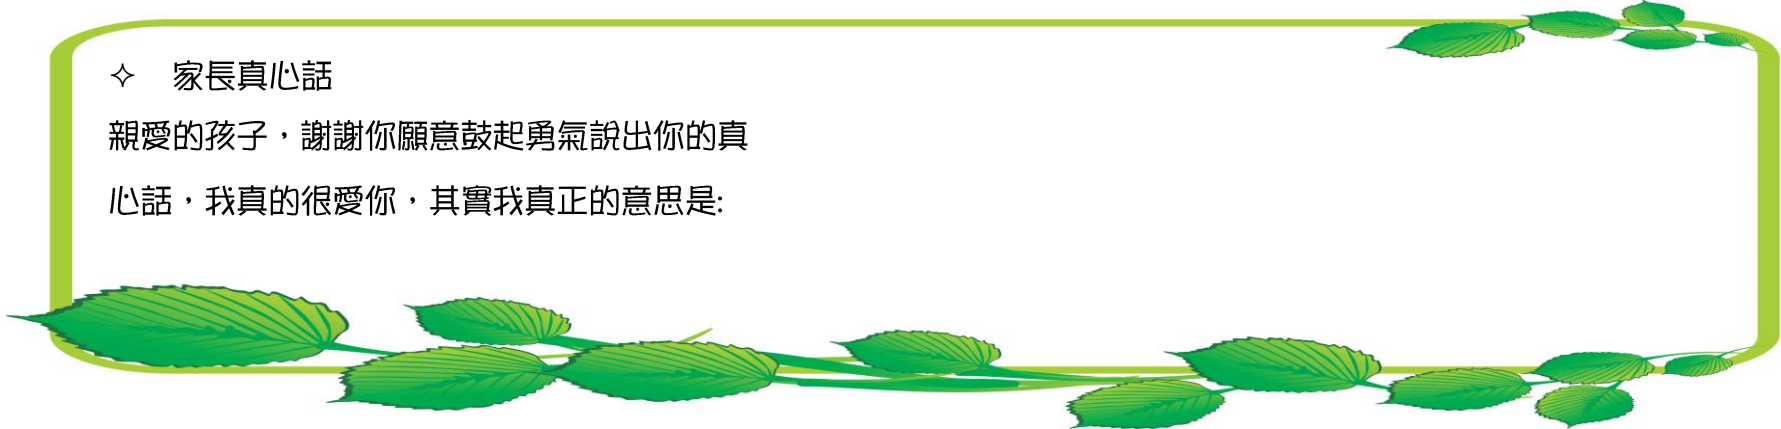 ✧ 家長真心話
親愛的孩子，謝謝你願意鼓起勇氣說出你的真
心話，我真的很愛你，其實我真正的意思是: